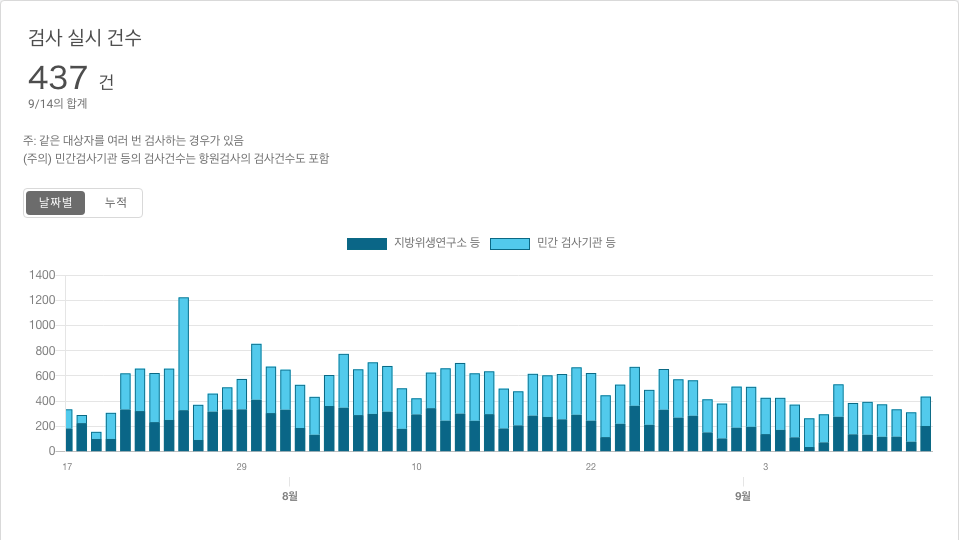 검사 실시 건수
437 건
9/14의 합계
주: 같은 대상자를 여러 번 검사하는 경우가 있음
(주의) 민간검사기관 등의 검사건수는 항원검사의 검사건수도 포함
날짜별 누적
지방위생연구소 등 민간 검사기관 등
1400
1200
1000
800
600
400
200
0
17 29 10 22 3
8월 9월